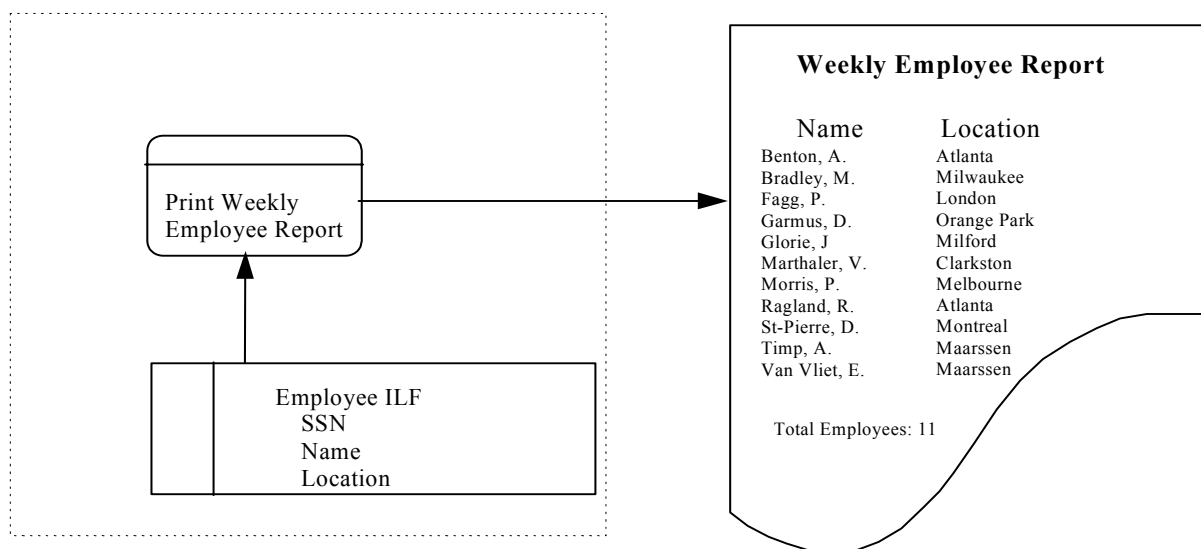 Print Weekly
Employee Report
Employee ILF
SSN
Name
Location
Weekly Employee Report
Name Location
Benton, A. Atlanta
Bradley, M. Milwaukee
Fagg, P. London
Garmus, D. Orange Park
Glorie, J Milford
Marthaler, V. Clarkston
Morris, P. Melbourne
Ragland, R. Atlanta
St-Pierre, D. Montreal
Timp, A. Maarssen
Van Vliet, E. Maarssen
Total Employees: 11